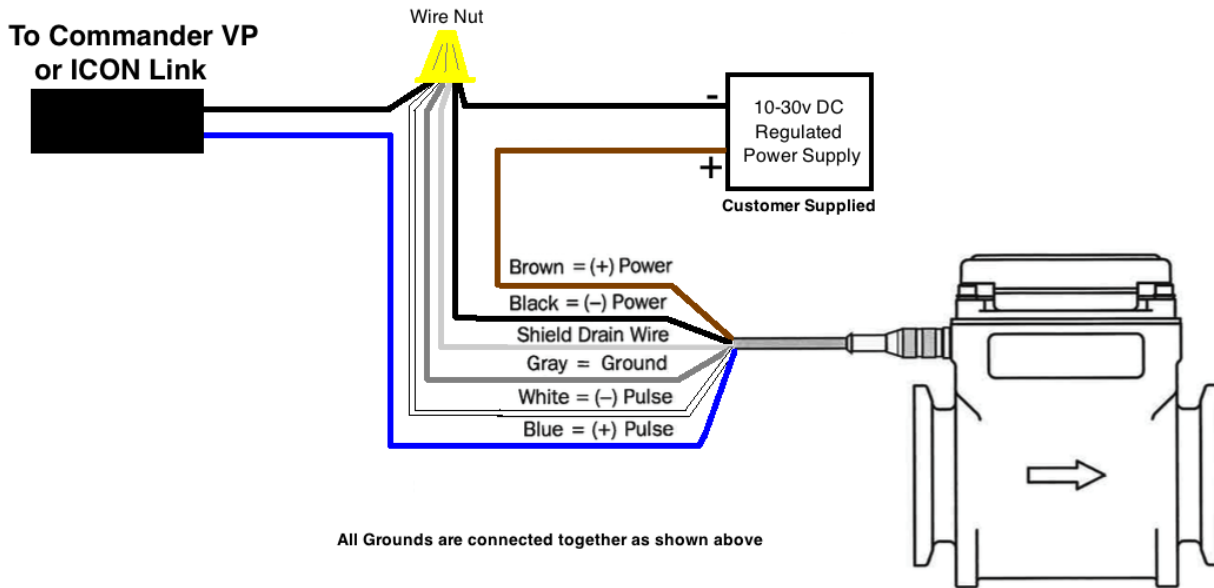 Wire Nut
To Commander VP
or ICON Link
-
10-30v DC
Regulated
Power Supply
+
Customer Supplied
Brown = (+) Power
Black = (–) Power
Shield Drain Wire
Gray = Ground
White = (–) Pulse
Blue = (+) Pulse
All Grounds are connected together as shown above